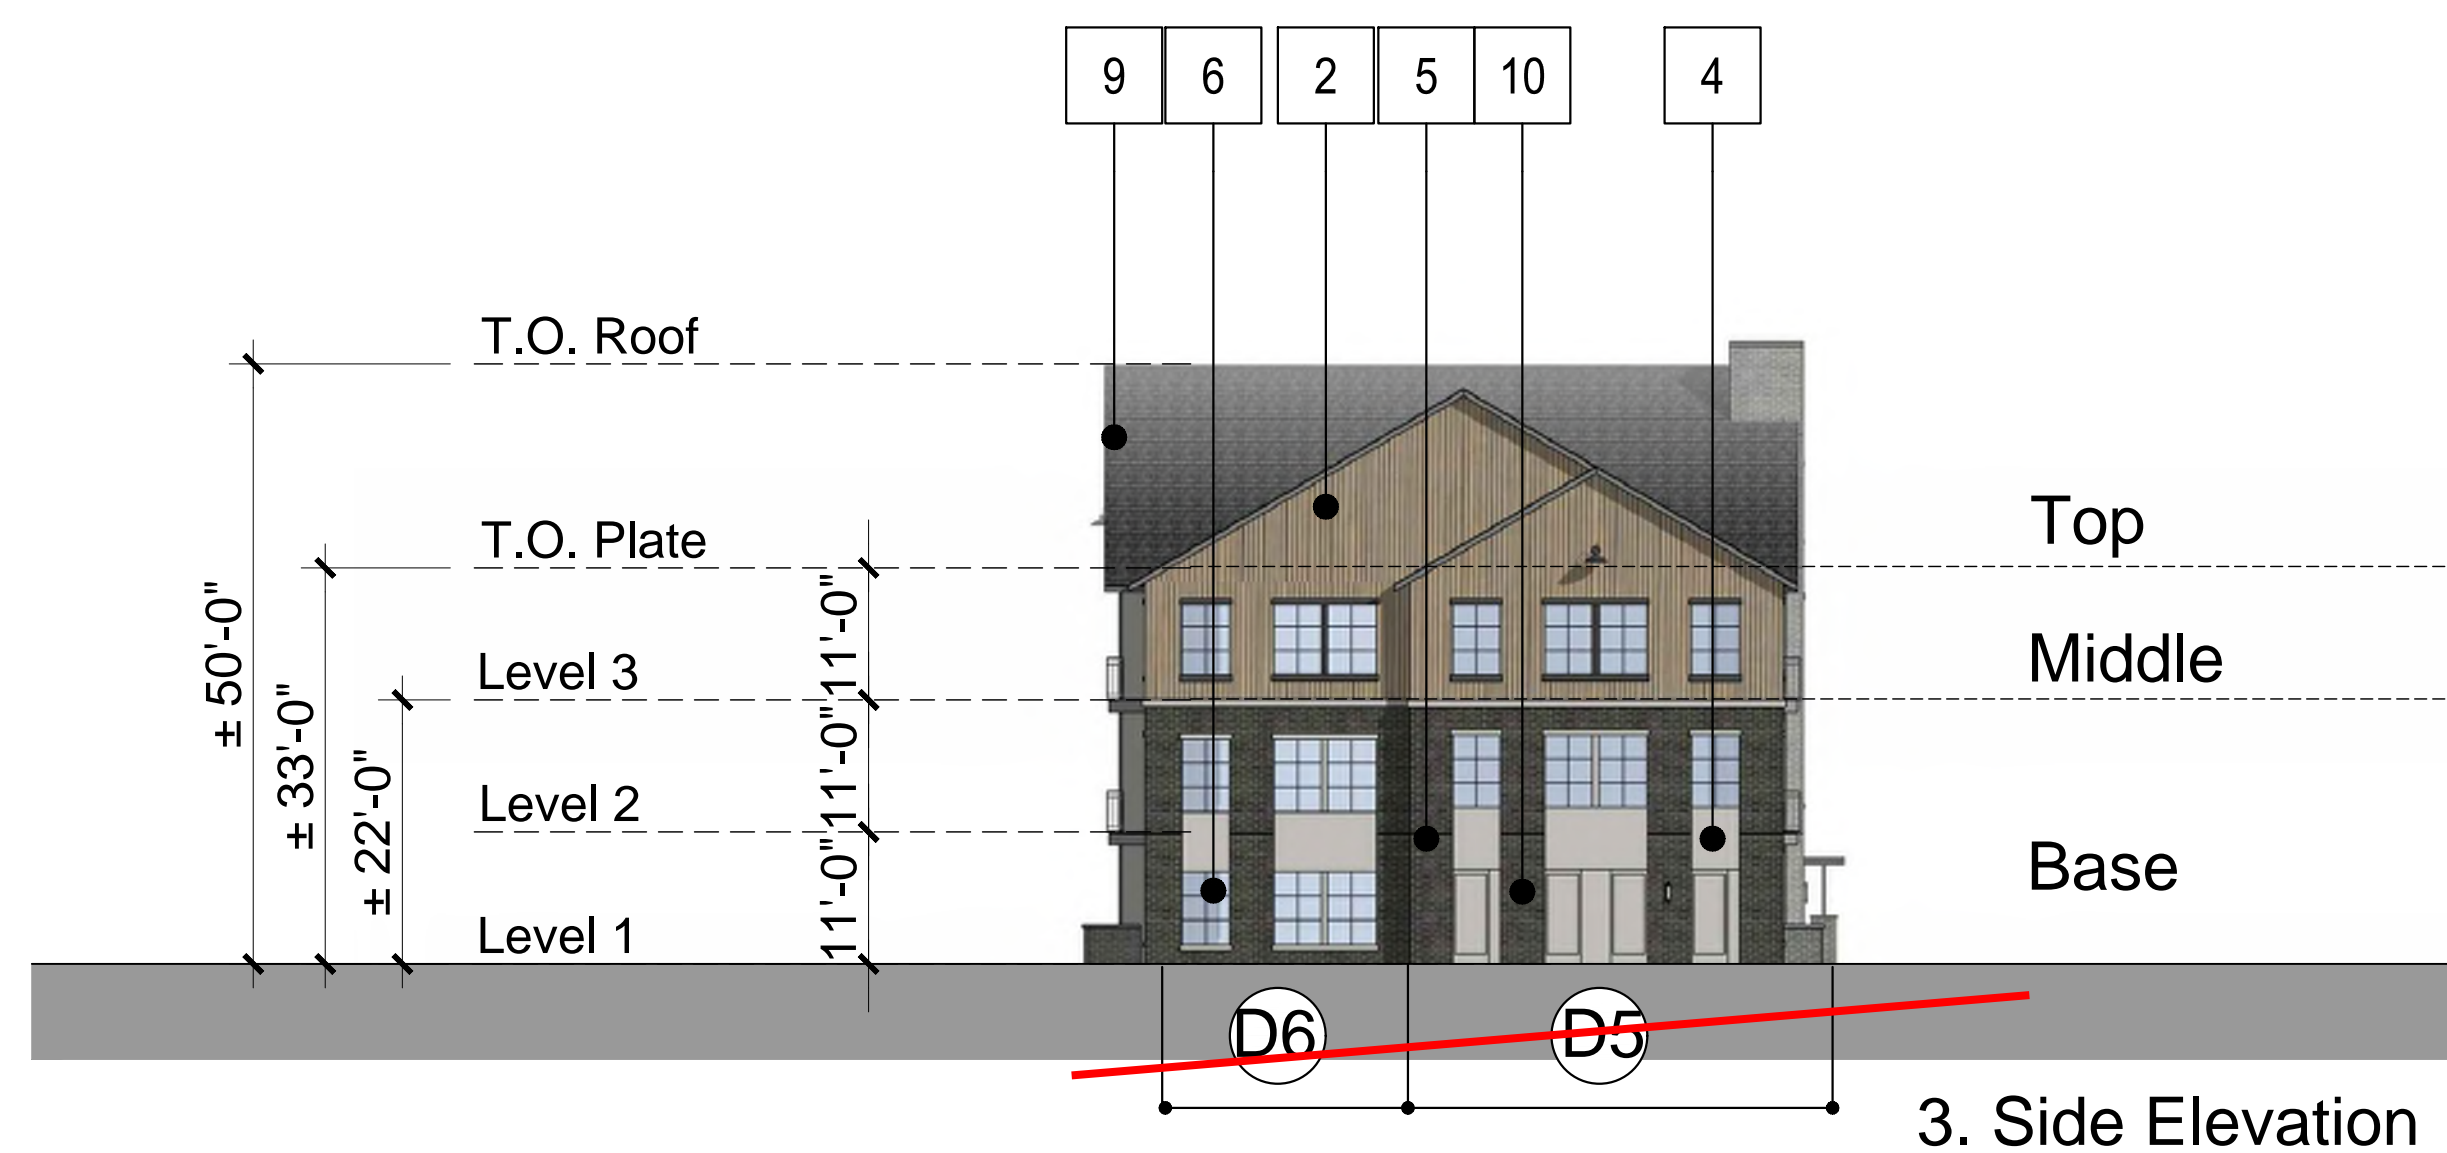 9 6 2 5 10 4
T.O. Roof
T.O. Plate
Level 3
Level 2
Level 1
± 50'-0"
± 33'-0"
± 22'-0"
11'-0"
11'-0"
11'-0"
Top
Middle
Base
D6 D5
3. Side Elevation